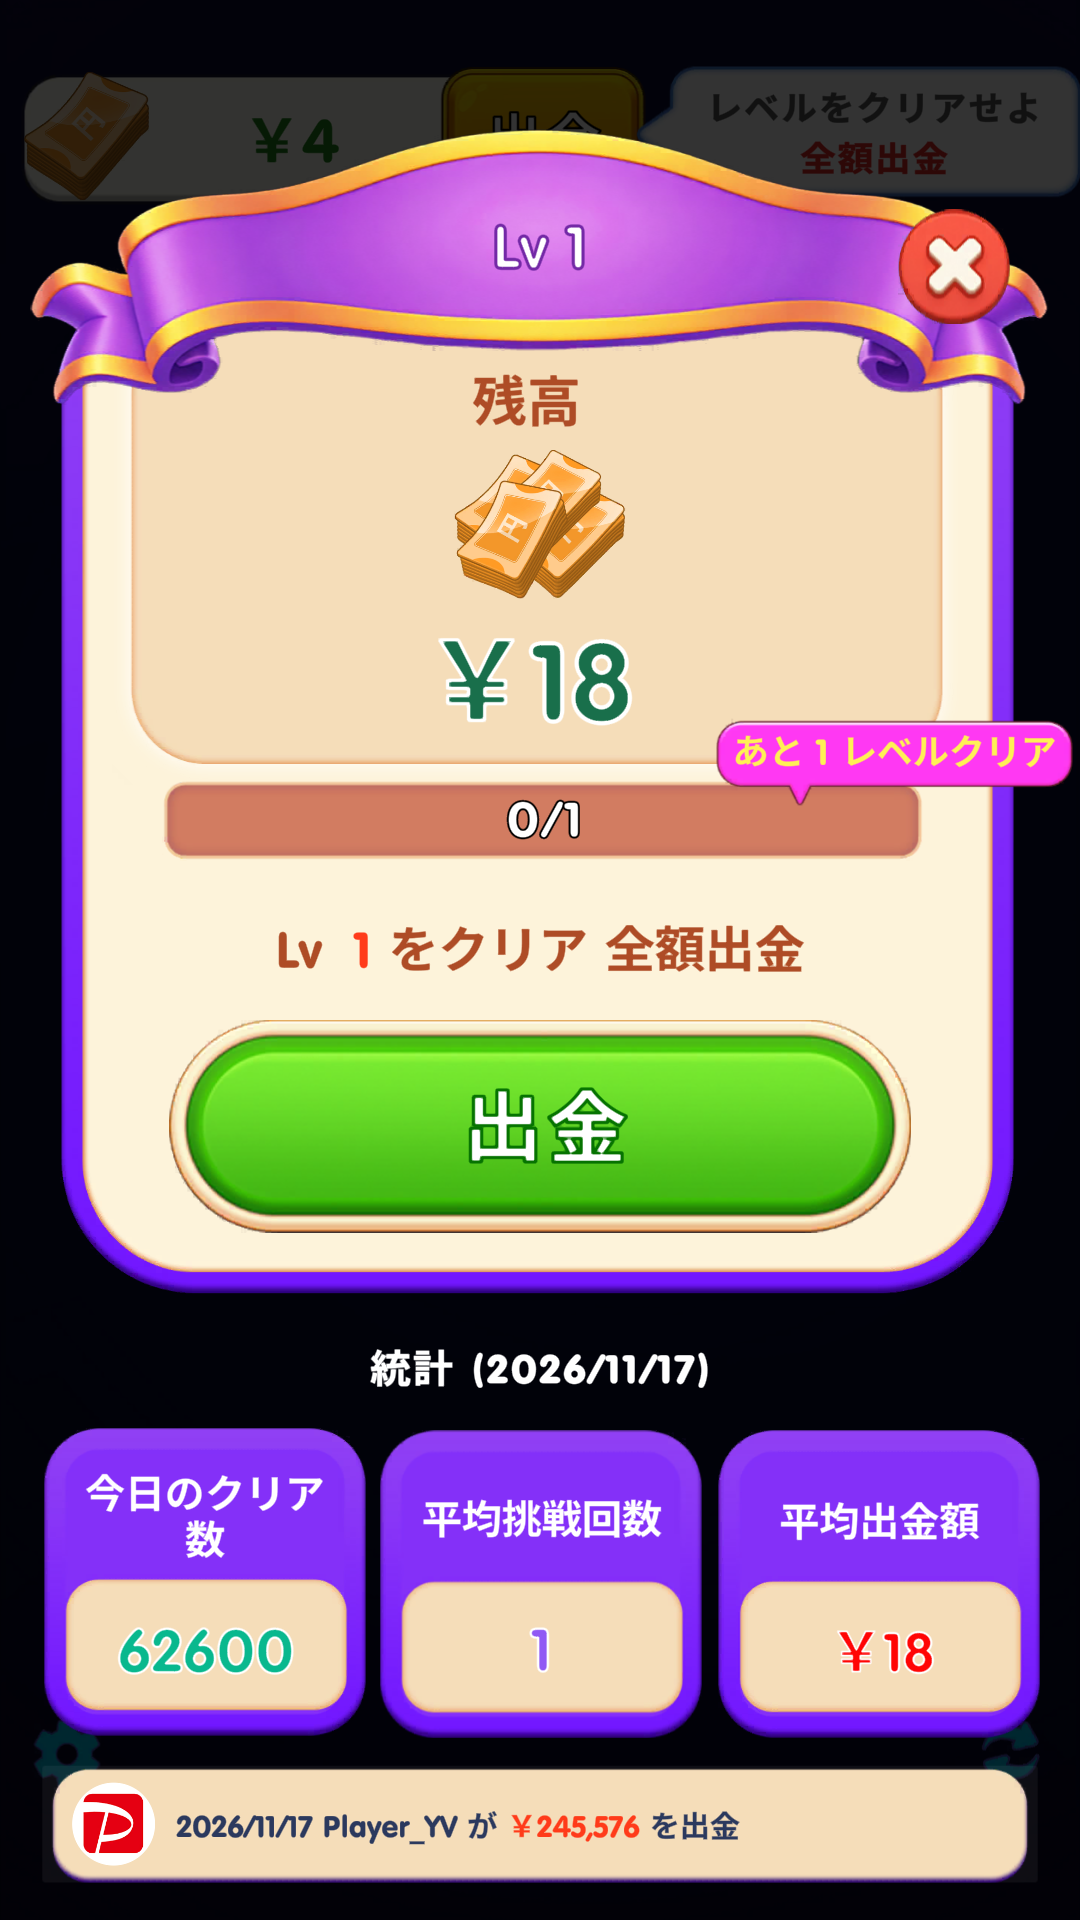 ¥4
出金
レベルをクリアせよ
全額出金
Lv 1
残高
円
¥18
あと1レベルクリア
0/1
Lv 1 をクリア 全額出金
出金
統計 (2026/11/17)
今日のクリア
数
62600
平均挑戦回数
1
平均出金額
¥18
2026/11/17 Player_YV が ¥245,576 を出金